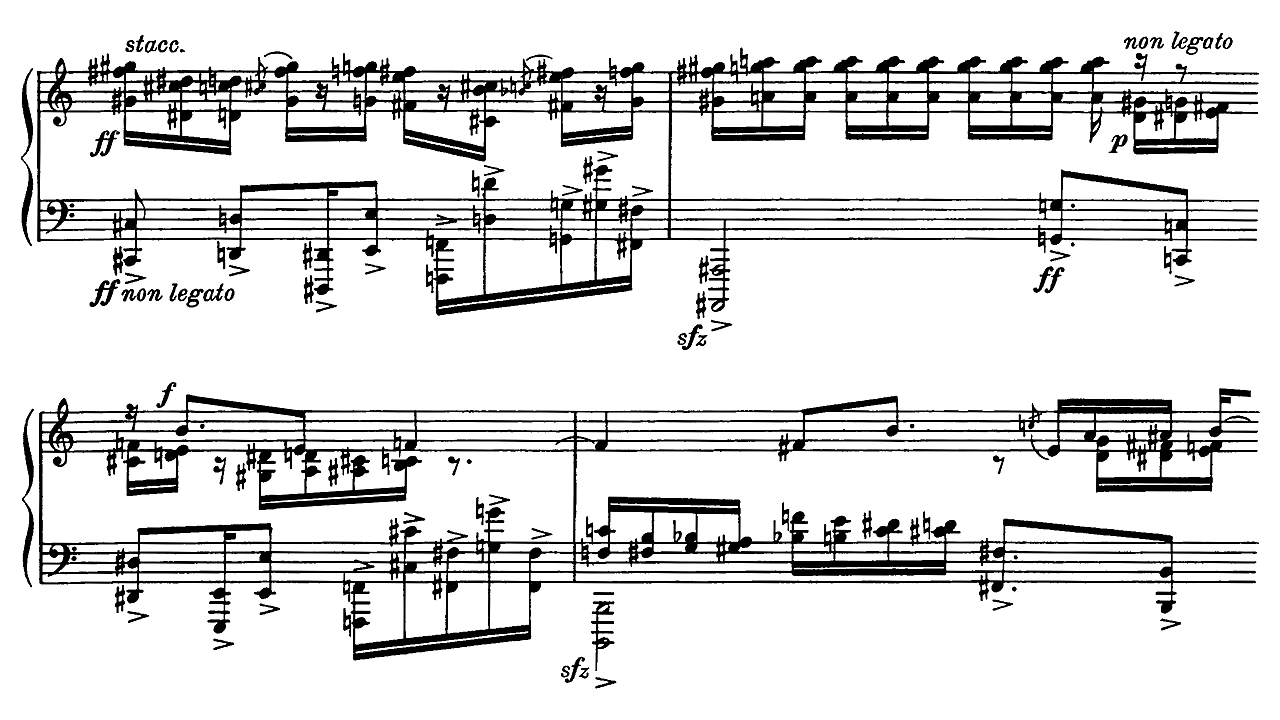 stacc.
non legato
ff
p
ff non legato
ff
sfz
f
sfz